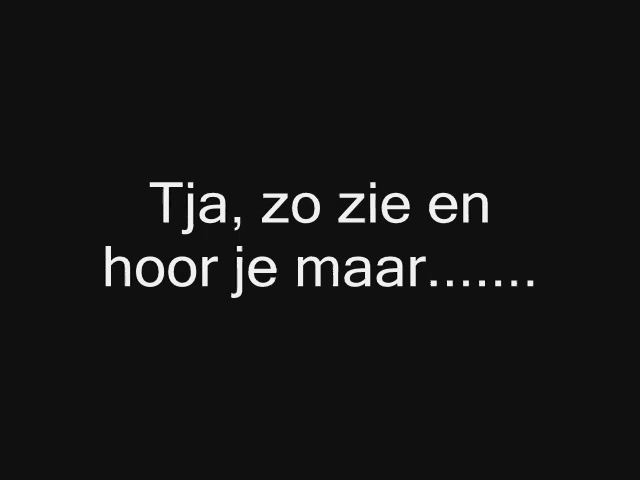 Tja, zo zie en
hoor je maar.......